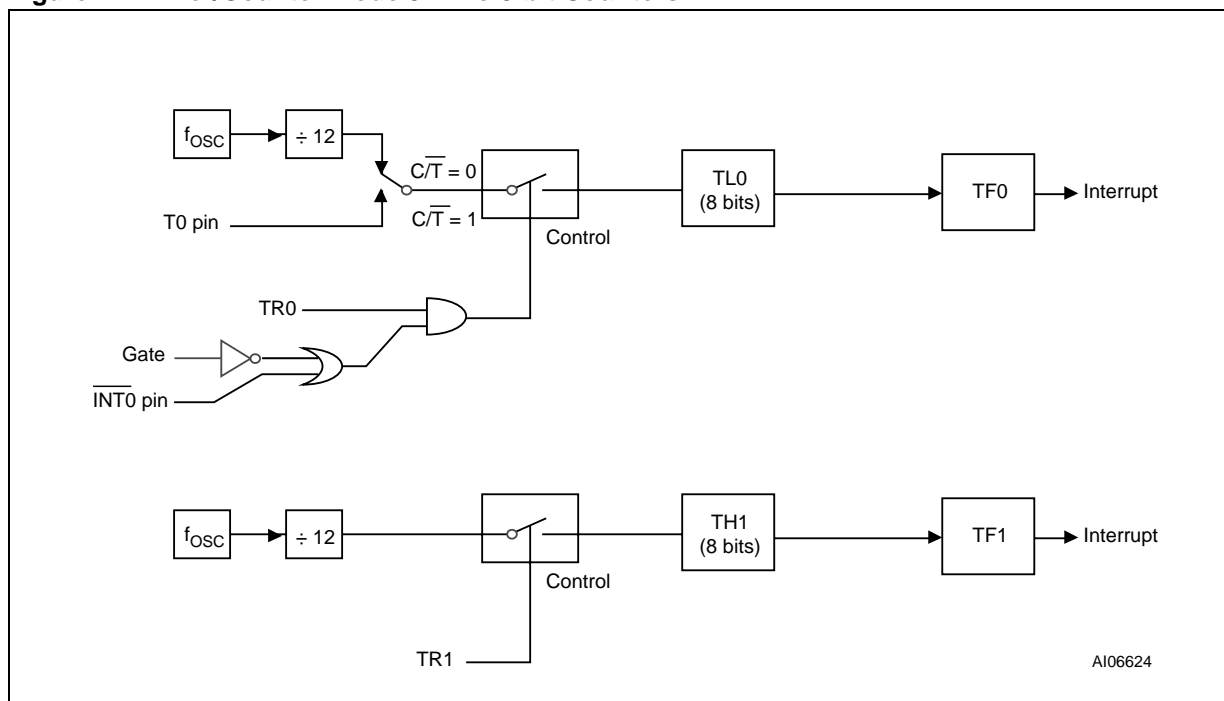 fOSC
÷ 12
C/T̅ = 0
T0 pin
C/T̅ = 1
Control
TL0
(8 bits)
TF0
Interrupt
TR0
Gate
I̅N̅T̅0̅ pin
fOSC
÷ 12
Control
TH1
(8 bits)
TF1
Interrupt
TR1
AI06624